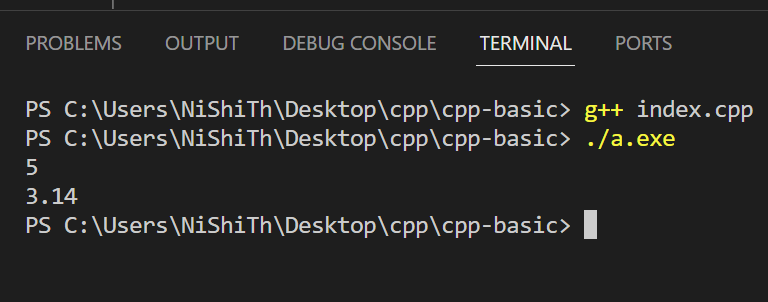 PROBLEMS OUTPUT DEBUG CONSOLE TERMINAL PORTS
PS C:\Users\NiShiTh\Desktop\cpp\cpp-basic> g++ index.cpp
PS C:\Users\NiShiTh\Desktop\cpp\cpp-basic> ./a.exe
5
3.14
PS C:\Users\NiShiTh\Desktop\cpp\cpp-basic>